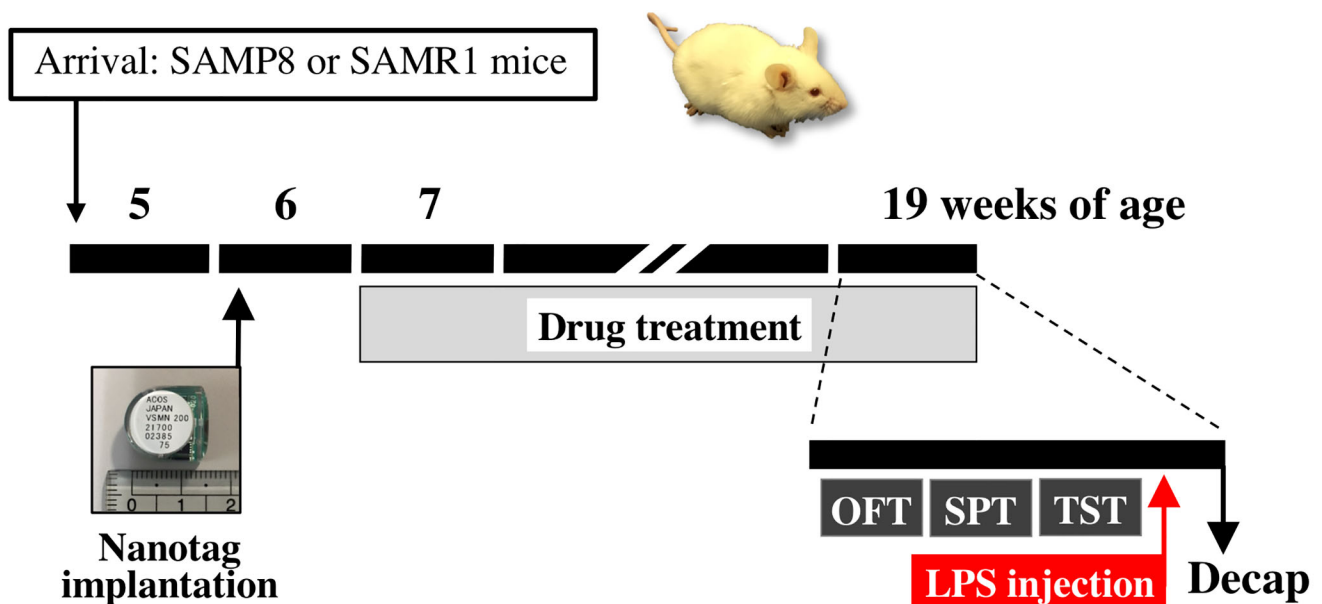 Arrival: SAMP8 or SAMR1 mice
5 6 7 19 weeks of age
Drug treatment
ACOS
JAPAN
VSMN 200
21700
02385
75
0 1 2
Nanotag
implantation
OFT SPT TST
LPS injection
Decap